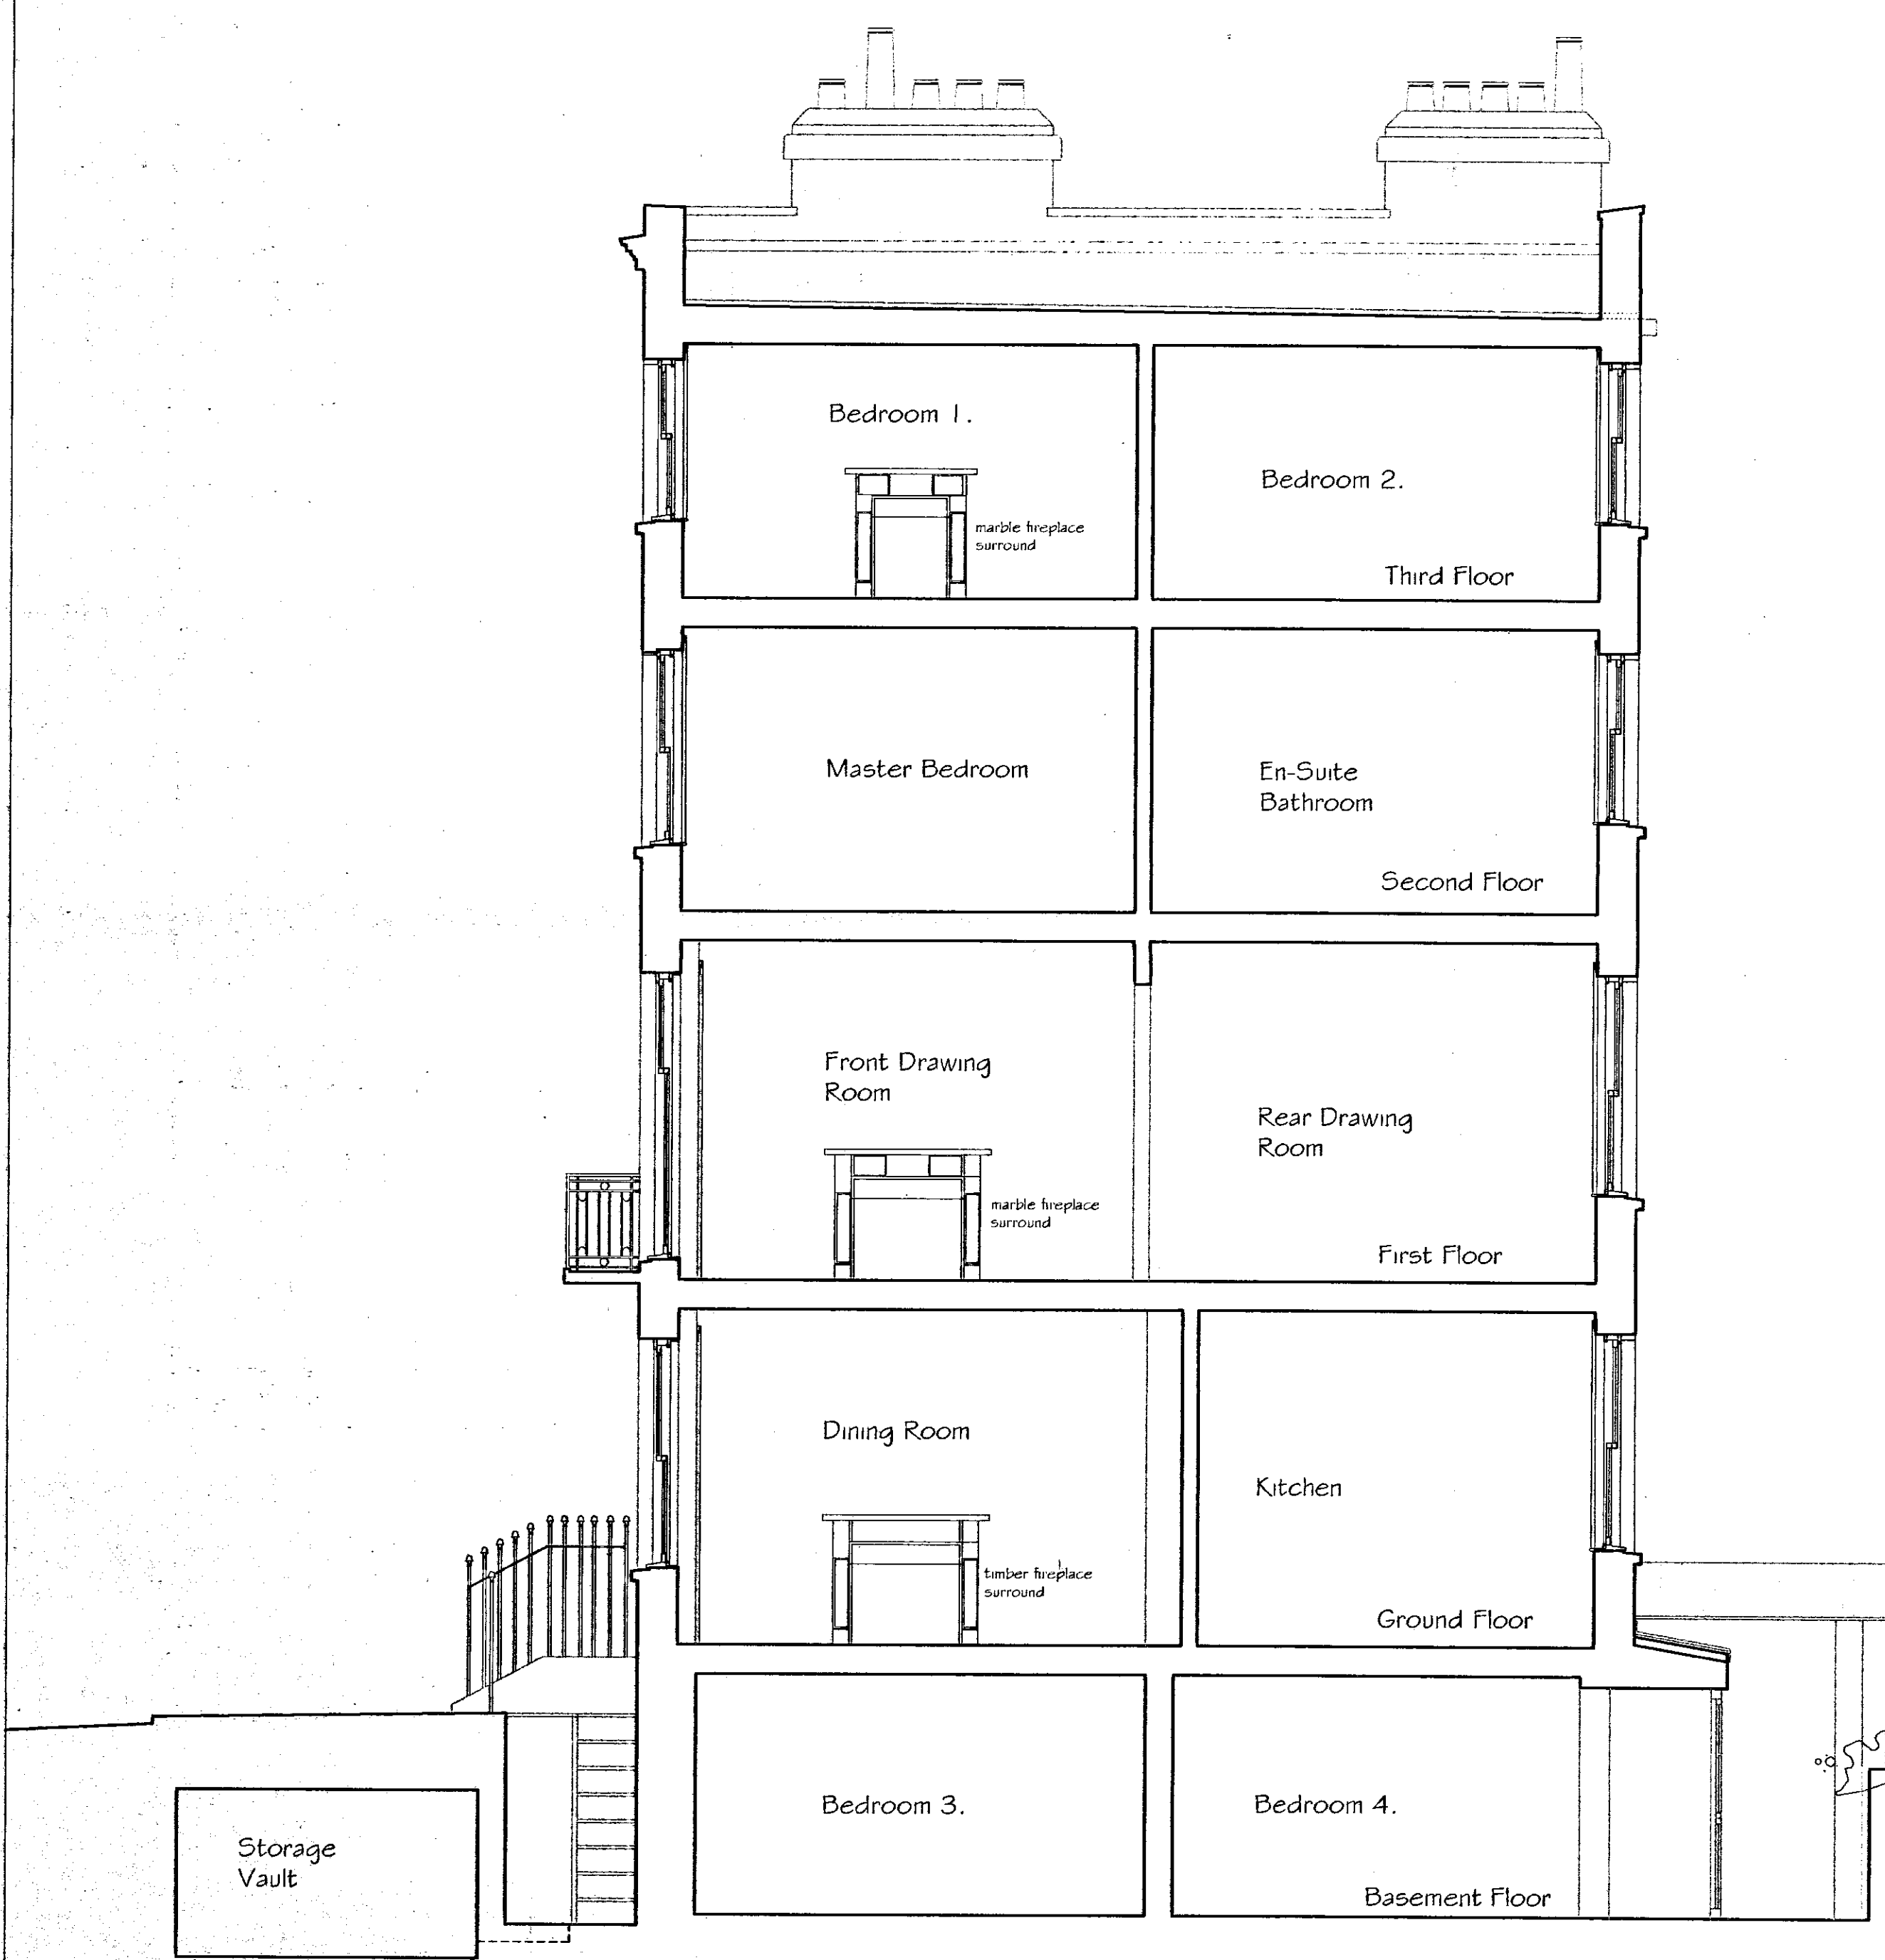 Bedroom 1.
marble fireplace
surround
Bedroom 2.
Third Floor
Master Bedroom
En-Suite
Bathroom
Second Floor
Front Drawing
Room
marble fireplace
surround
Rear Drawing
Room
First Floor
Dining Room
timber fireplace
surround
Kitchen
Ground Floor
Storage
Vault
Bedroom 3.
Bedroom 4.
Basement Floor